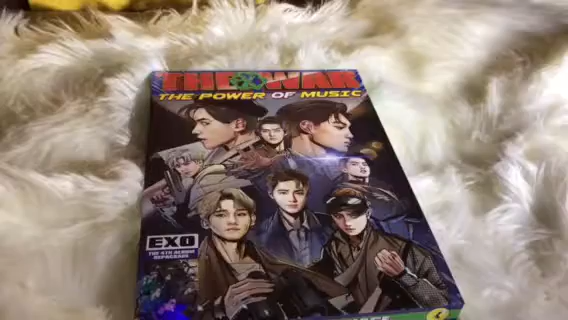 THE WAR
THE POWER OF MUSIC
EXO
THE 4TH ALBUM
REPACKAGE